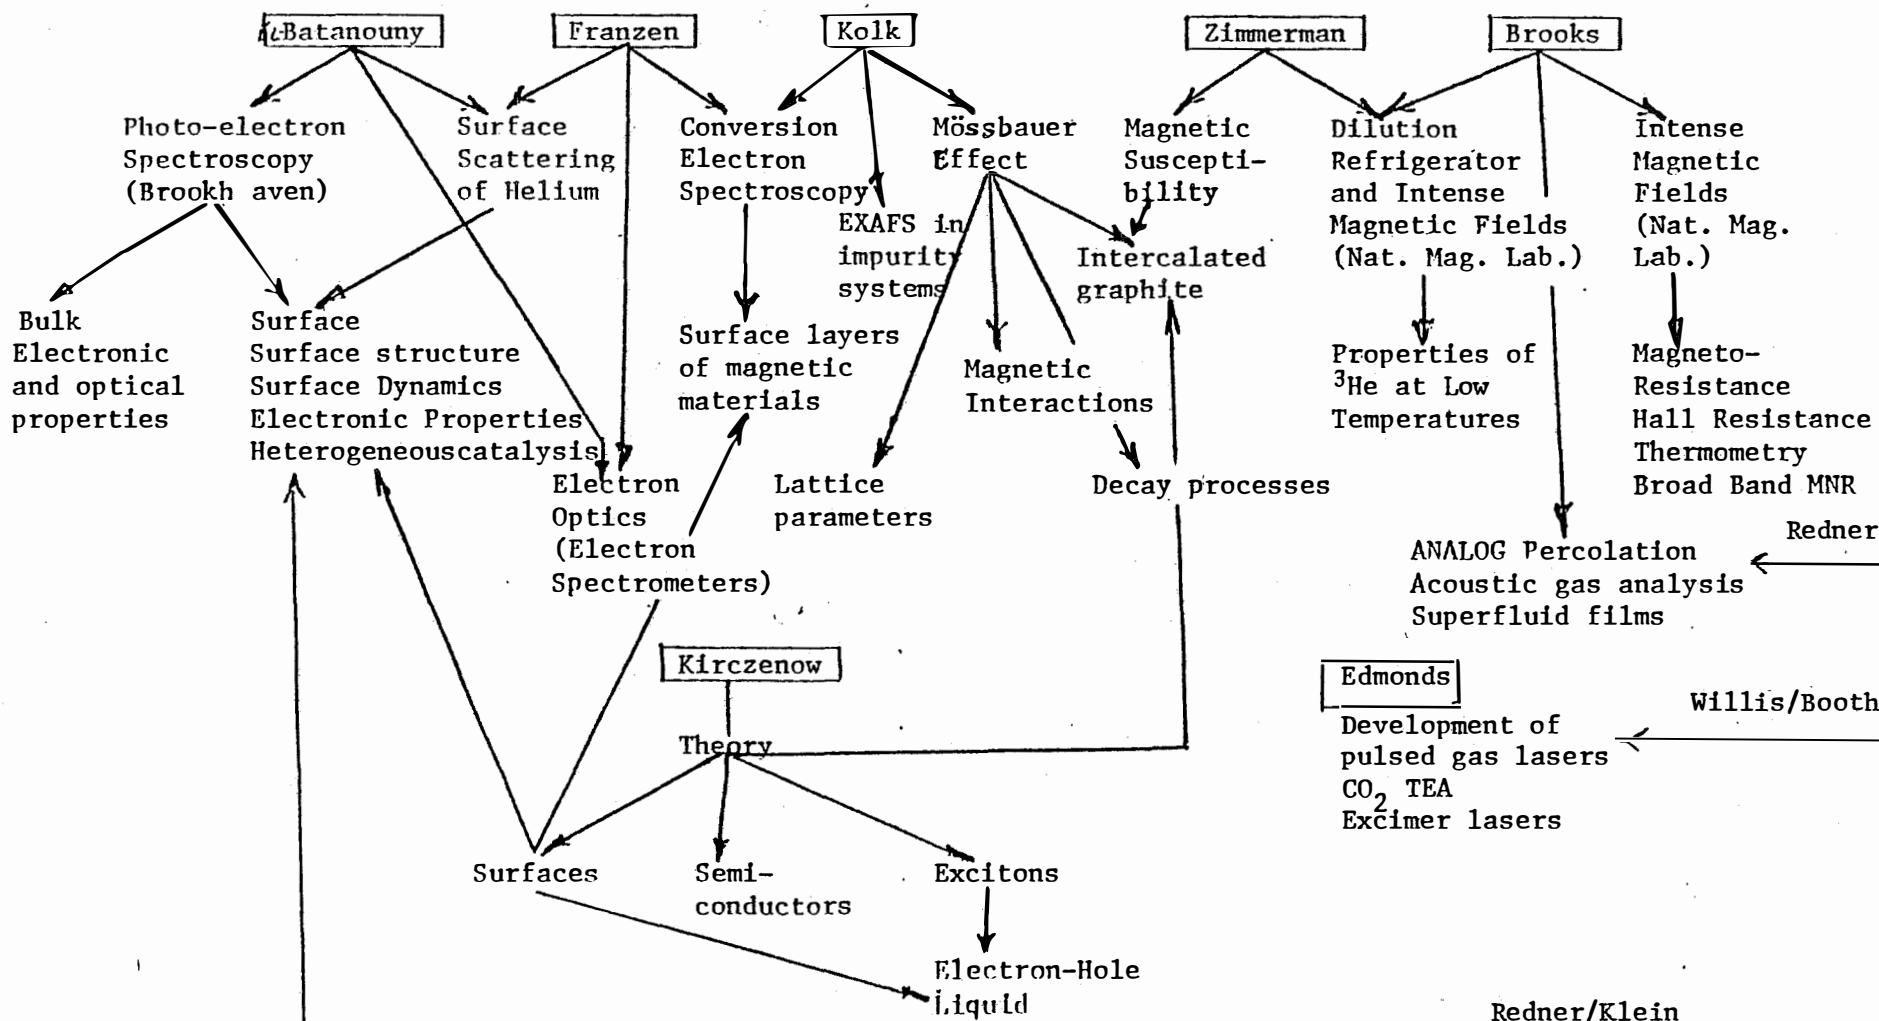 El-Batanouny
Franzen
Kolk
Zimmerman
Brooks
Photo-electron
Spectroscopy
(Brookh aven)
Surface
Scattering
of Helium
Conversion
Electron
Spectroscopy
EXAFS in
impurity
systems
Mössbauer
Effect
Magnetic
Suscepti-
bility
Intercalated
graphite
Dilution
Refrigerator
and Intense
Magnetic Fields
(Nat. Mag. Lab.)
Intense
Magnetic
Fields
(Nat. Mag.
Lab.)
Bulk
Electronic
and optical
properties
Surface
Surface structure
Surface Dynamics
Electronic Properties
Heterogeneouscatalysis
Surface layers
of magnetic
materials
Magnetic
Interactions
Properties of
³He at Low
Temperatures
Magneto-
Resistance
Hall Resistance
Thermometry
Broad Band MNR
Electron
Optics
(Electron
Spectrometers)
Lattice
parameters
Decay processes
Redner
ANALOG Percolation
Acoustic gas analysis
Superfluid films
Kirczenow
Theory
Edmonds
Willis/Booth
Development of
pulsed gas lasers
CO₂ TEA
Excimer lasers
Surfaces
Semi-
conductors
Excitons
Electron-Hole
Liquid
Redner/Klein